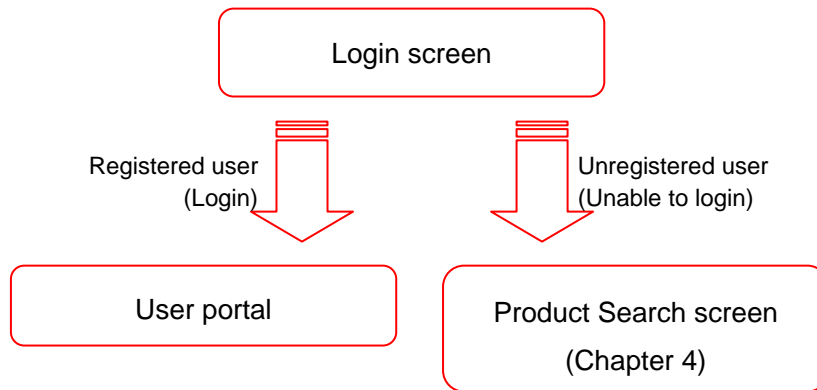 Login screen
Registered user
(Login)
Unregistered user
(Unable to login)
User portal
Product Search screen
(Chapter 4)